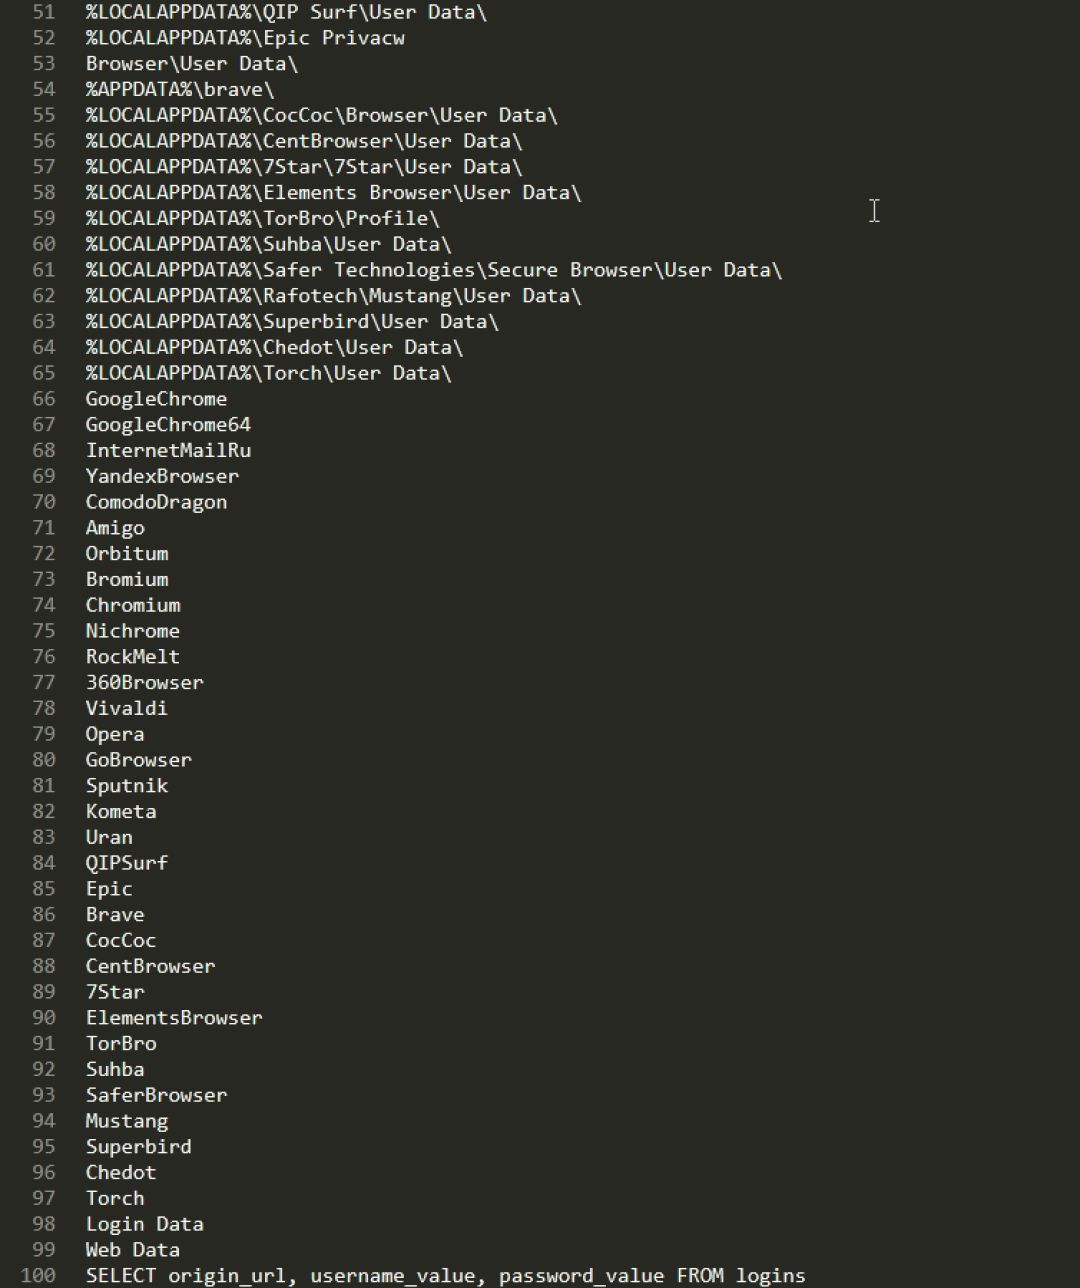 51 %LOCALAPPDATA%\QIP Surf\User Data\
52 %LOCALAPPDATA%\Epic Privacw
53 Browser\User Data\
54 %APPDATA%\brave\
55 %LOCALAPPDATA%\CocCoc\Browser\User Data\
56 %LOCALAPPDATA%\CentBrowser\User Data\
57 %LOCALAPPDATA%\7Star\7Star\User Data\
58 %LOCALAPPDATA%\Elements Browser\User Data\
59 %LOCALAPPDATA%\TorBro\Profile\
60 %LOCALAPPDATA%\Suhba\User Data\
61 %LOCALAPPDATA%\Safer Technologies\Secure Browser\User Data\
62 %LOCALAPPDATA%\Rafotech\Mustang\User Data\
63 %LOCALAPPDATA%\Superbird\User Data\
64 %LOCALAPPDATA%\Chedot\User Data\
65 %LOCALAPPDATA%\Torch\User Data\
66 GoogleChrome
67 GoogleChrome64
68 InternetMailRu
69 YandexBrowser
70 ComodoDragon
71 Amigo
72 Orbitum
73 Bromium
74 Chromium
75 Nichrome
76 RockMelt
77 360Browser
78 Vivaldi
79 Opera
80 GoBrowser
81 Sputnik
82 Kometa
83 Uran
84 QIPSurf
85 Epic
86 Brave
87 CocCoc
88 CentBrowser
89 7Star
90 ElementsBrowser
91 TorBro
92 Suhba
93 SaferBrowser
94 Mustang
95 Superbird
96 Chedot
97 Torch
98 Login Data
99 Web Data
100 SELECT origin_url, username_value, password_value FROM logins